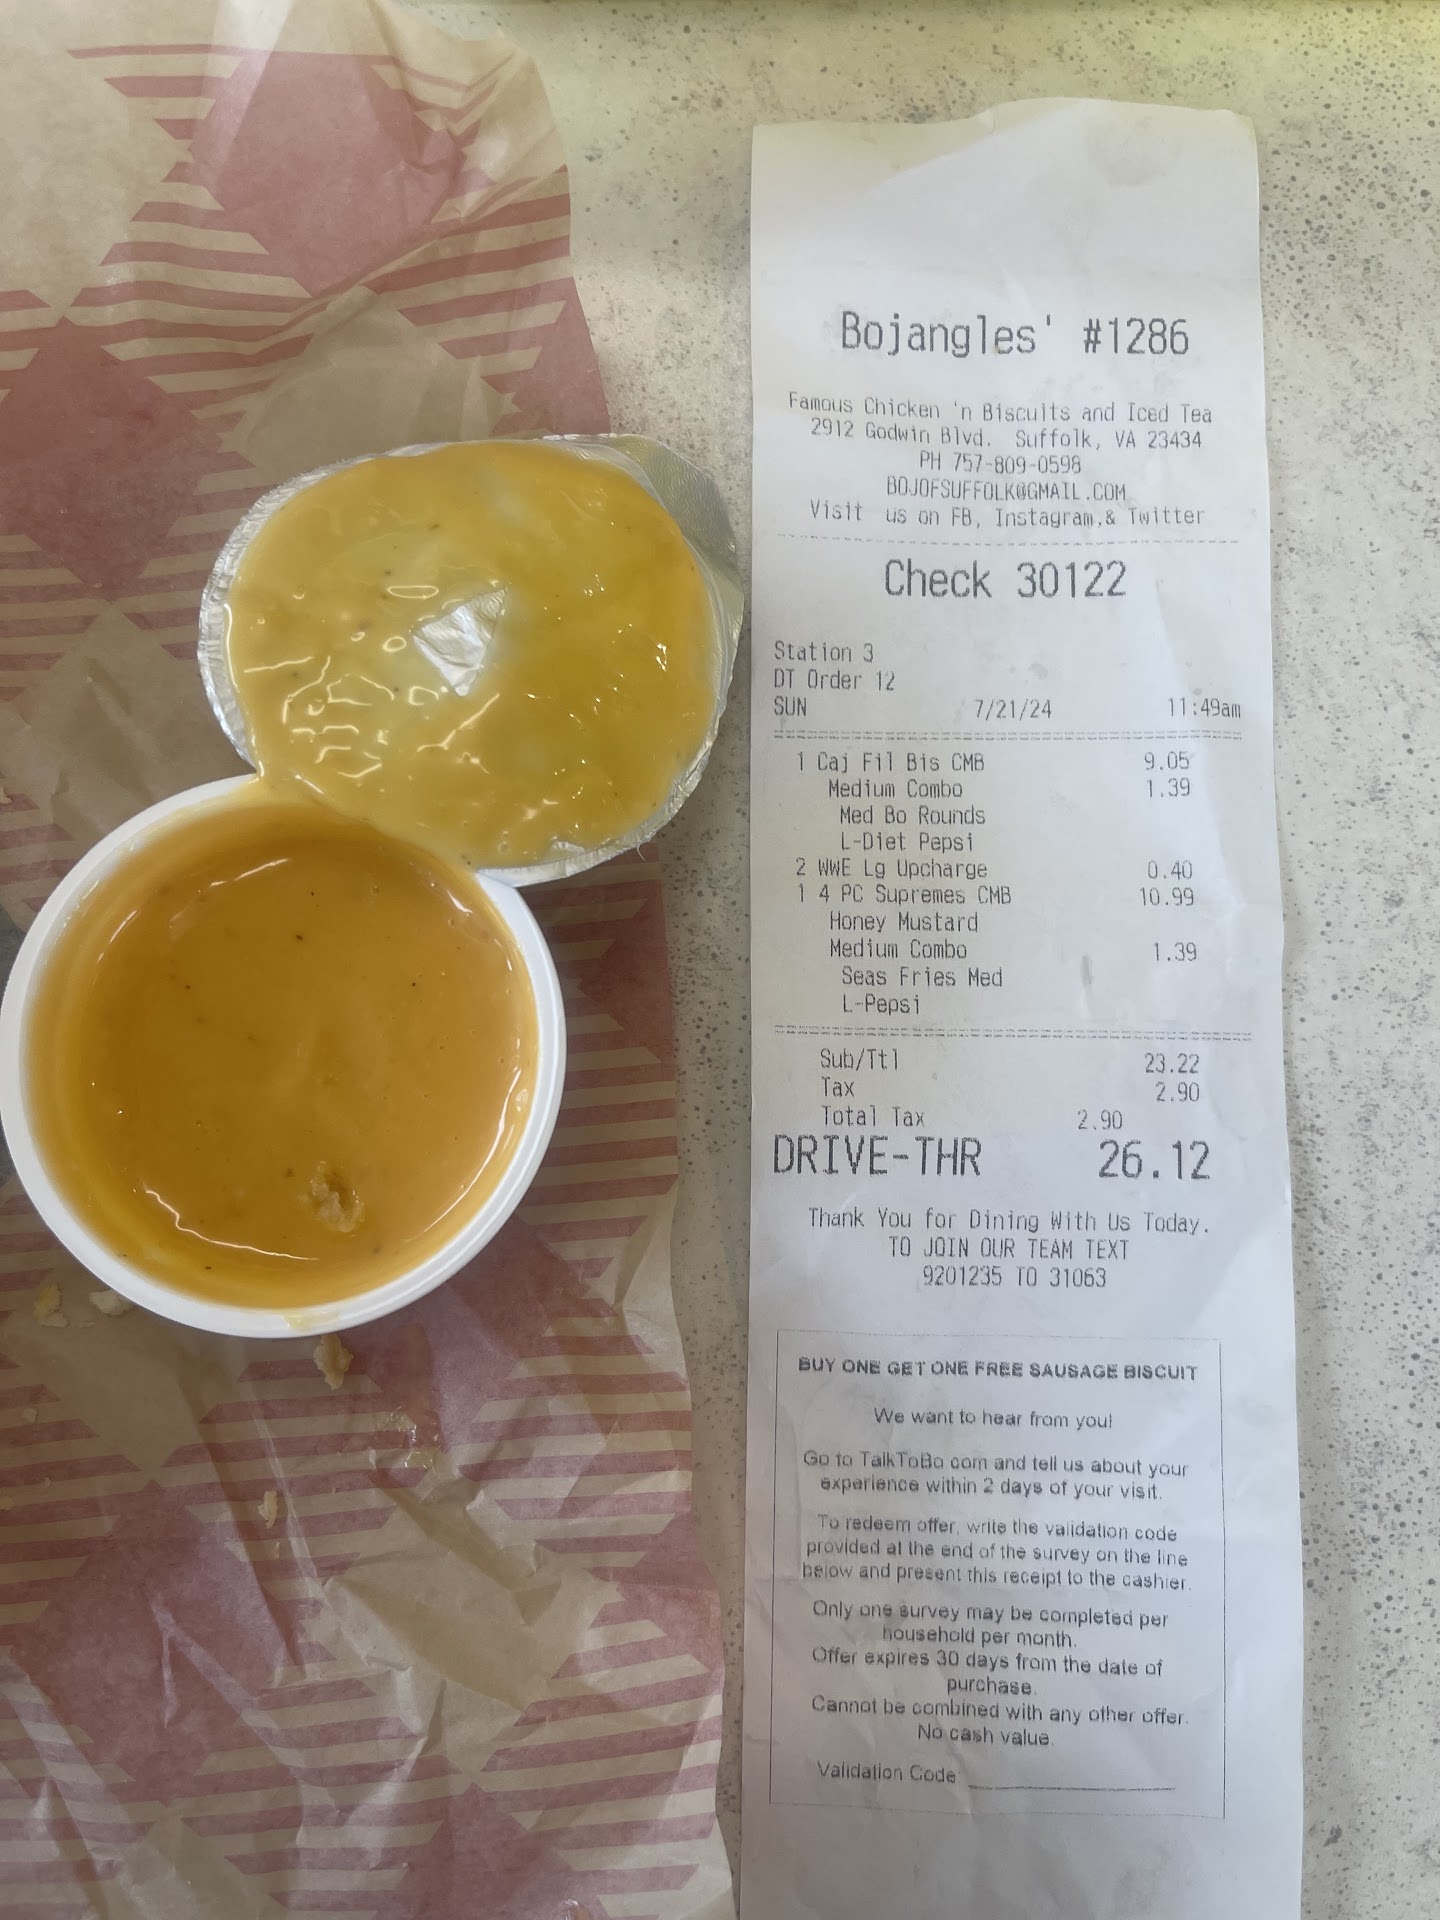 Bojangles' #1286
Famous Chicken 'n Biscuits and Iced Tea
2912 Godwin Blvd. Suffolk, VA 23434
PH 757-809-0598
BOJOFSUFFOLK@GMAIL.COM
Visit us on FB, Instagram,& Twitter
Check 30122
Station 3
DT Order 12
SUN 7/21/24 11:49am
1 Caj Fil Bis CMB 9.05
Medium Combo 1.39
Med Bo Rounds
L-Diet Pepsi
2 WWE Lg Upcharge 0.40
1 4 PC Supremes CMB 10.99
Honey Mustard
Medium Combo 1.39
Seas Fries Med
L-Pepsi
Sub/Ttl 23.22
Tax 2.90
Total Tax 2.90
DRIVE-THR 26.12
Thank You for Dining With Us Today.
TO JOIN OUR TEAM TEXT
9201235 TO 31063
BUY ONE GET ONE FREE SAUSAGE BISCUIT
We want to hear from you!
Go to TalkToBo.com and tell us about your
experience within 2 days of your visit.
To redeem offer, write the validation code
provided at the end of the survey on the line
below and present this receipt to the cashier.
Only one survey may be completed per
household per month.
Offer expires 30 days from the date of
purchase.
Cannot be combined with any other offer.
No cash value.
Validation Code: